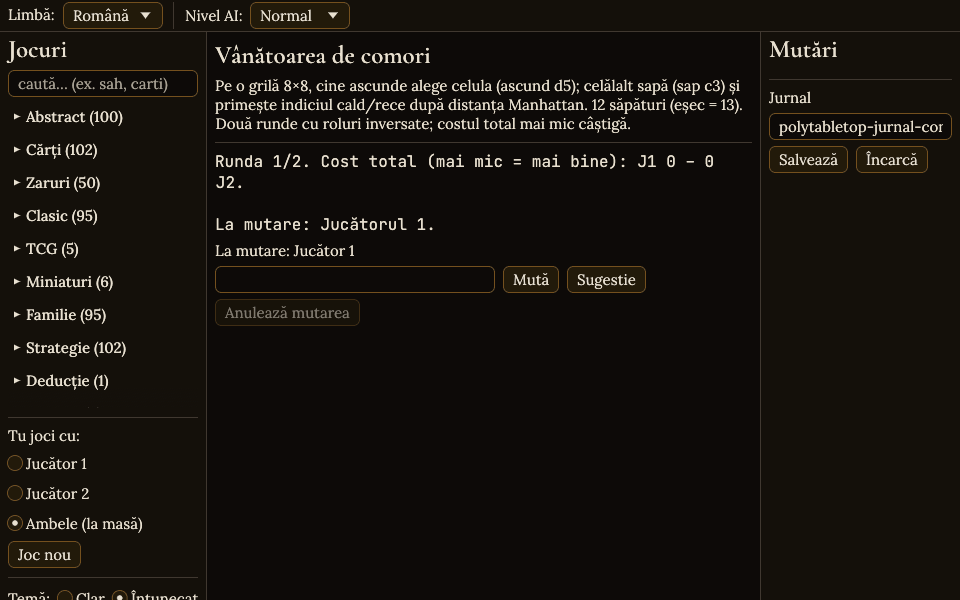 Limbă: Română Nivel AI: Normal
Jocuri
caută... (ex. sah, carti)
Abstract (100)
Cărți (102)
Zaruri (50)
Clasic (95)
TCG (5)
Miniaturi (6)
Familie (95)
Strategie (102)
Deducție (1)
Tu joci cu:
Jucător 1
Jucător 2
Ambele (la masă)
Joc nou
Temă: Clar Întunecat
Vânătoarea de comori
Pe o grilă 8×8, cine ascunde alege celula (ascund d5); celălalt sapă (sap c3) și
primește indiciul cald/rece după distanța Manhattan. 12 săpături (eșec = 13).
Două runde cu roluri inversate; costul total mai mic câștigă.
Runda 1/2. Cost total (mai mic = mai bine): J1 0 – 0
J2.
La mutare: Jucătorul 1.
La mutare: Jucător 1
Mută Sugestie
Anulează mutarea
Mutări
Jurnal
polytabletop-jurnal-cor
Salvează Încarcă